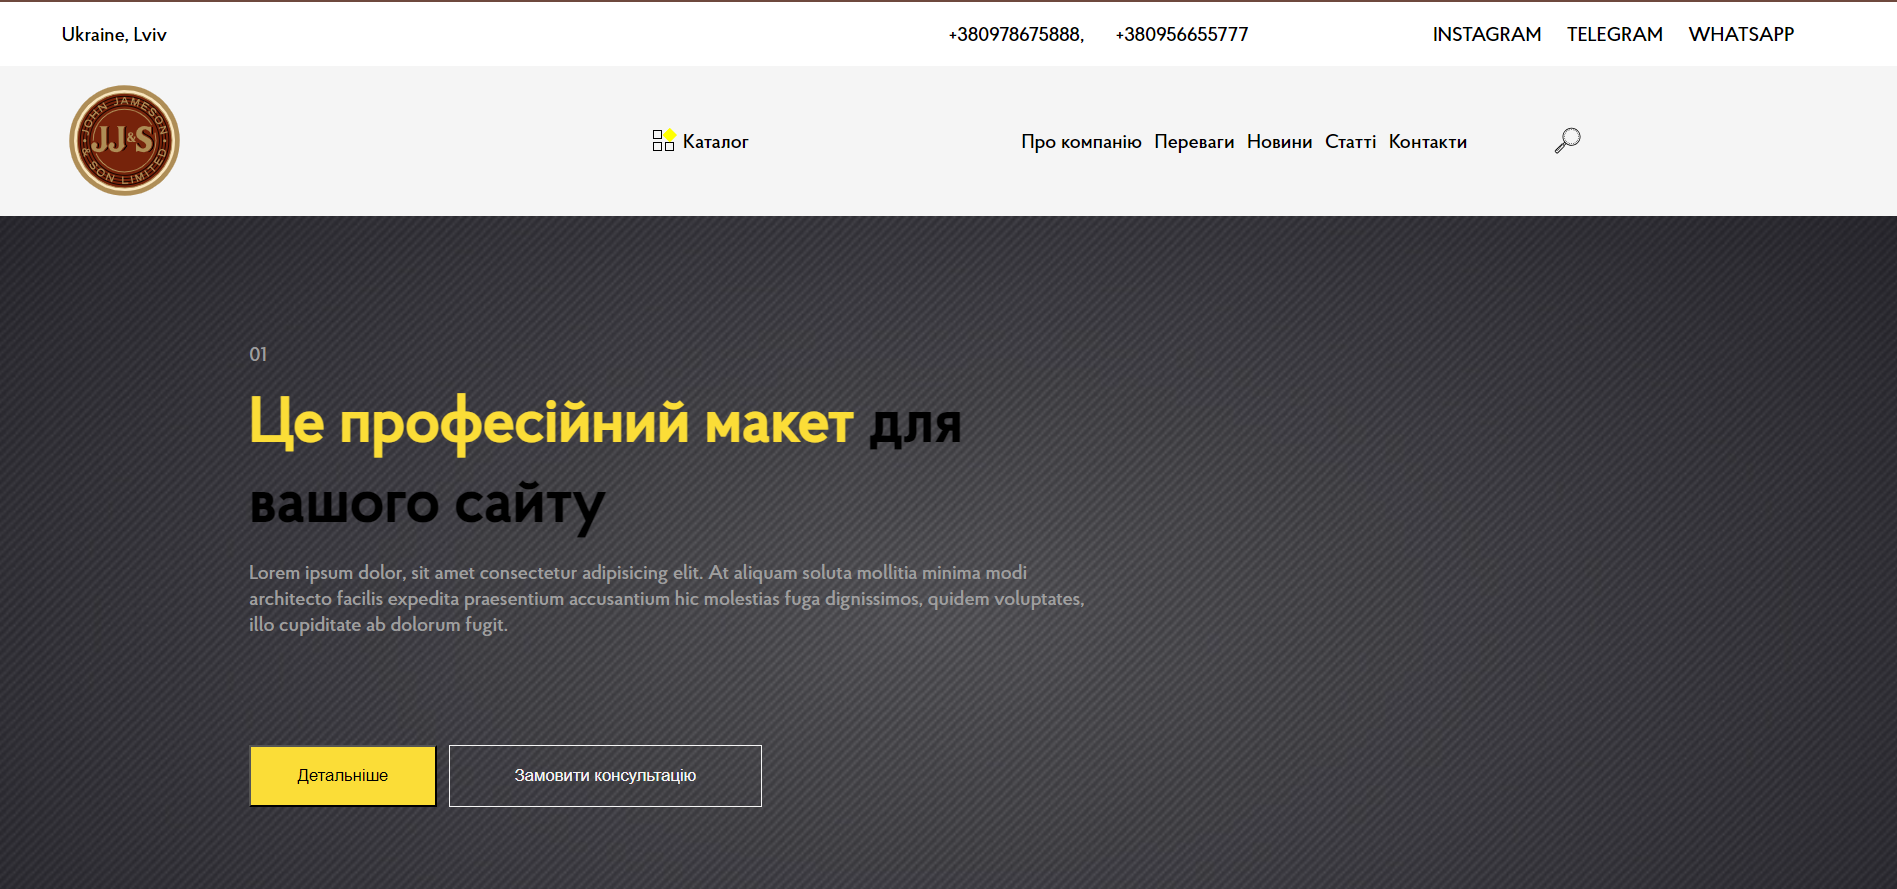 Ukraine, Lviv +380978675888, +380956655777 INSTAGRAM TELEGRAM WHATSAPP
JOHN JAMESON
JJ&S
& SON LIMITED
Каталог Про компанію Переваги Новини Статті Контакти
01
Це професійний макет для
вашого сайту
Lorem ipsum dolor, sit amet consectetur adipisicing elit. At aliquam soluta mollitia minima modi
architecto facilis expedita praesentium accusantium hic molestias fuga dignissimos, quidem voluptates,
illo cupiditate ab dolorum fugit.
Детальніше Замовити консультацію